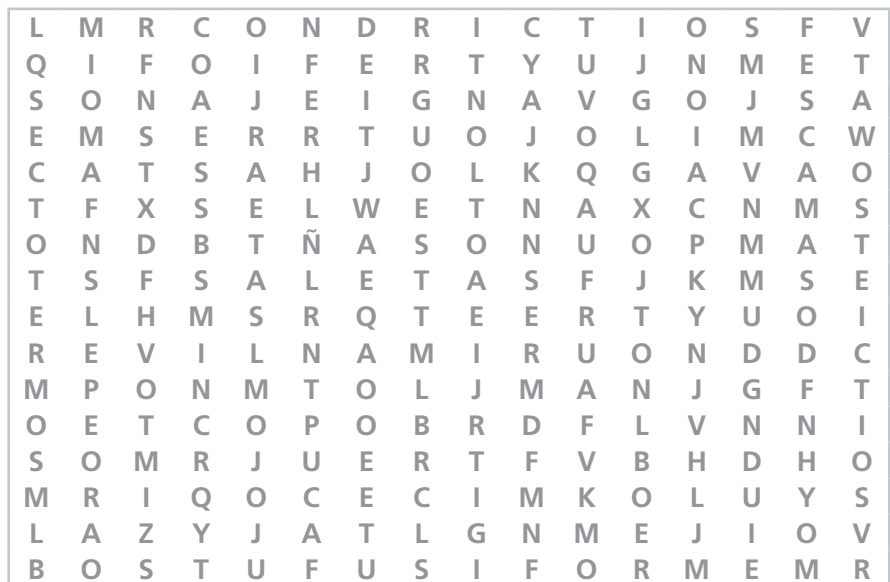 L M R C O N D R I C T I O S F V
Q I F O I F E R T Y U J N M E T
S O N A J E I G N A V G O J S A
E M S E R R T U O J O L I M C W
C A T S A H J O L K Q G A V A O
T F X S E L W E T N A X C N M S
O N D B T Ñ A S O N U O P M A T
T S F S A L E T A S F J K M S E
E L H M S R Q T E E R T Y U O I
R E V I L N A M I R U O N D D C
M P O N M T O L J M A N J G F T
O E T C O P O B R D F L V N N I
S O M R J U E R T F V B H D H O
M R I Q O C E C I M K O L U Y S
L A Z Y J A T L G N M E J I O V
B O S T U F U S I F O R M E M R